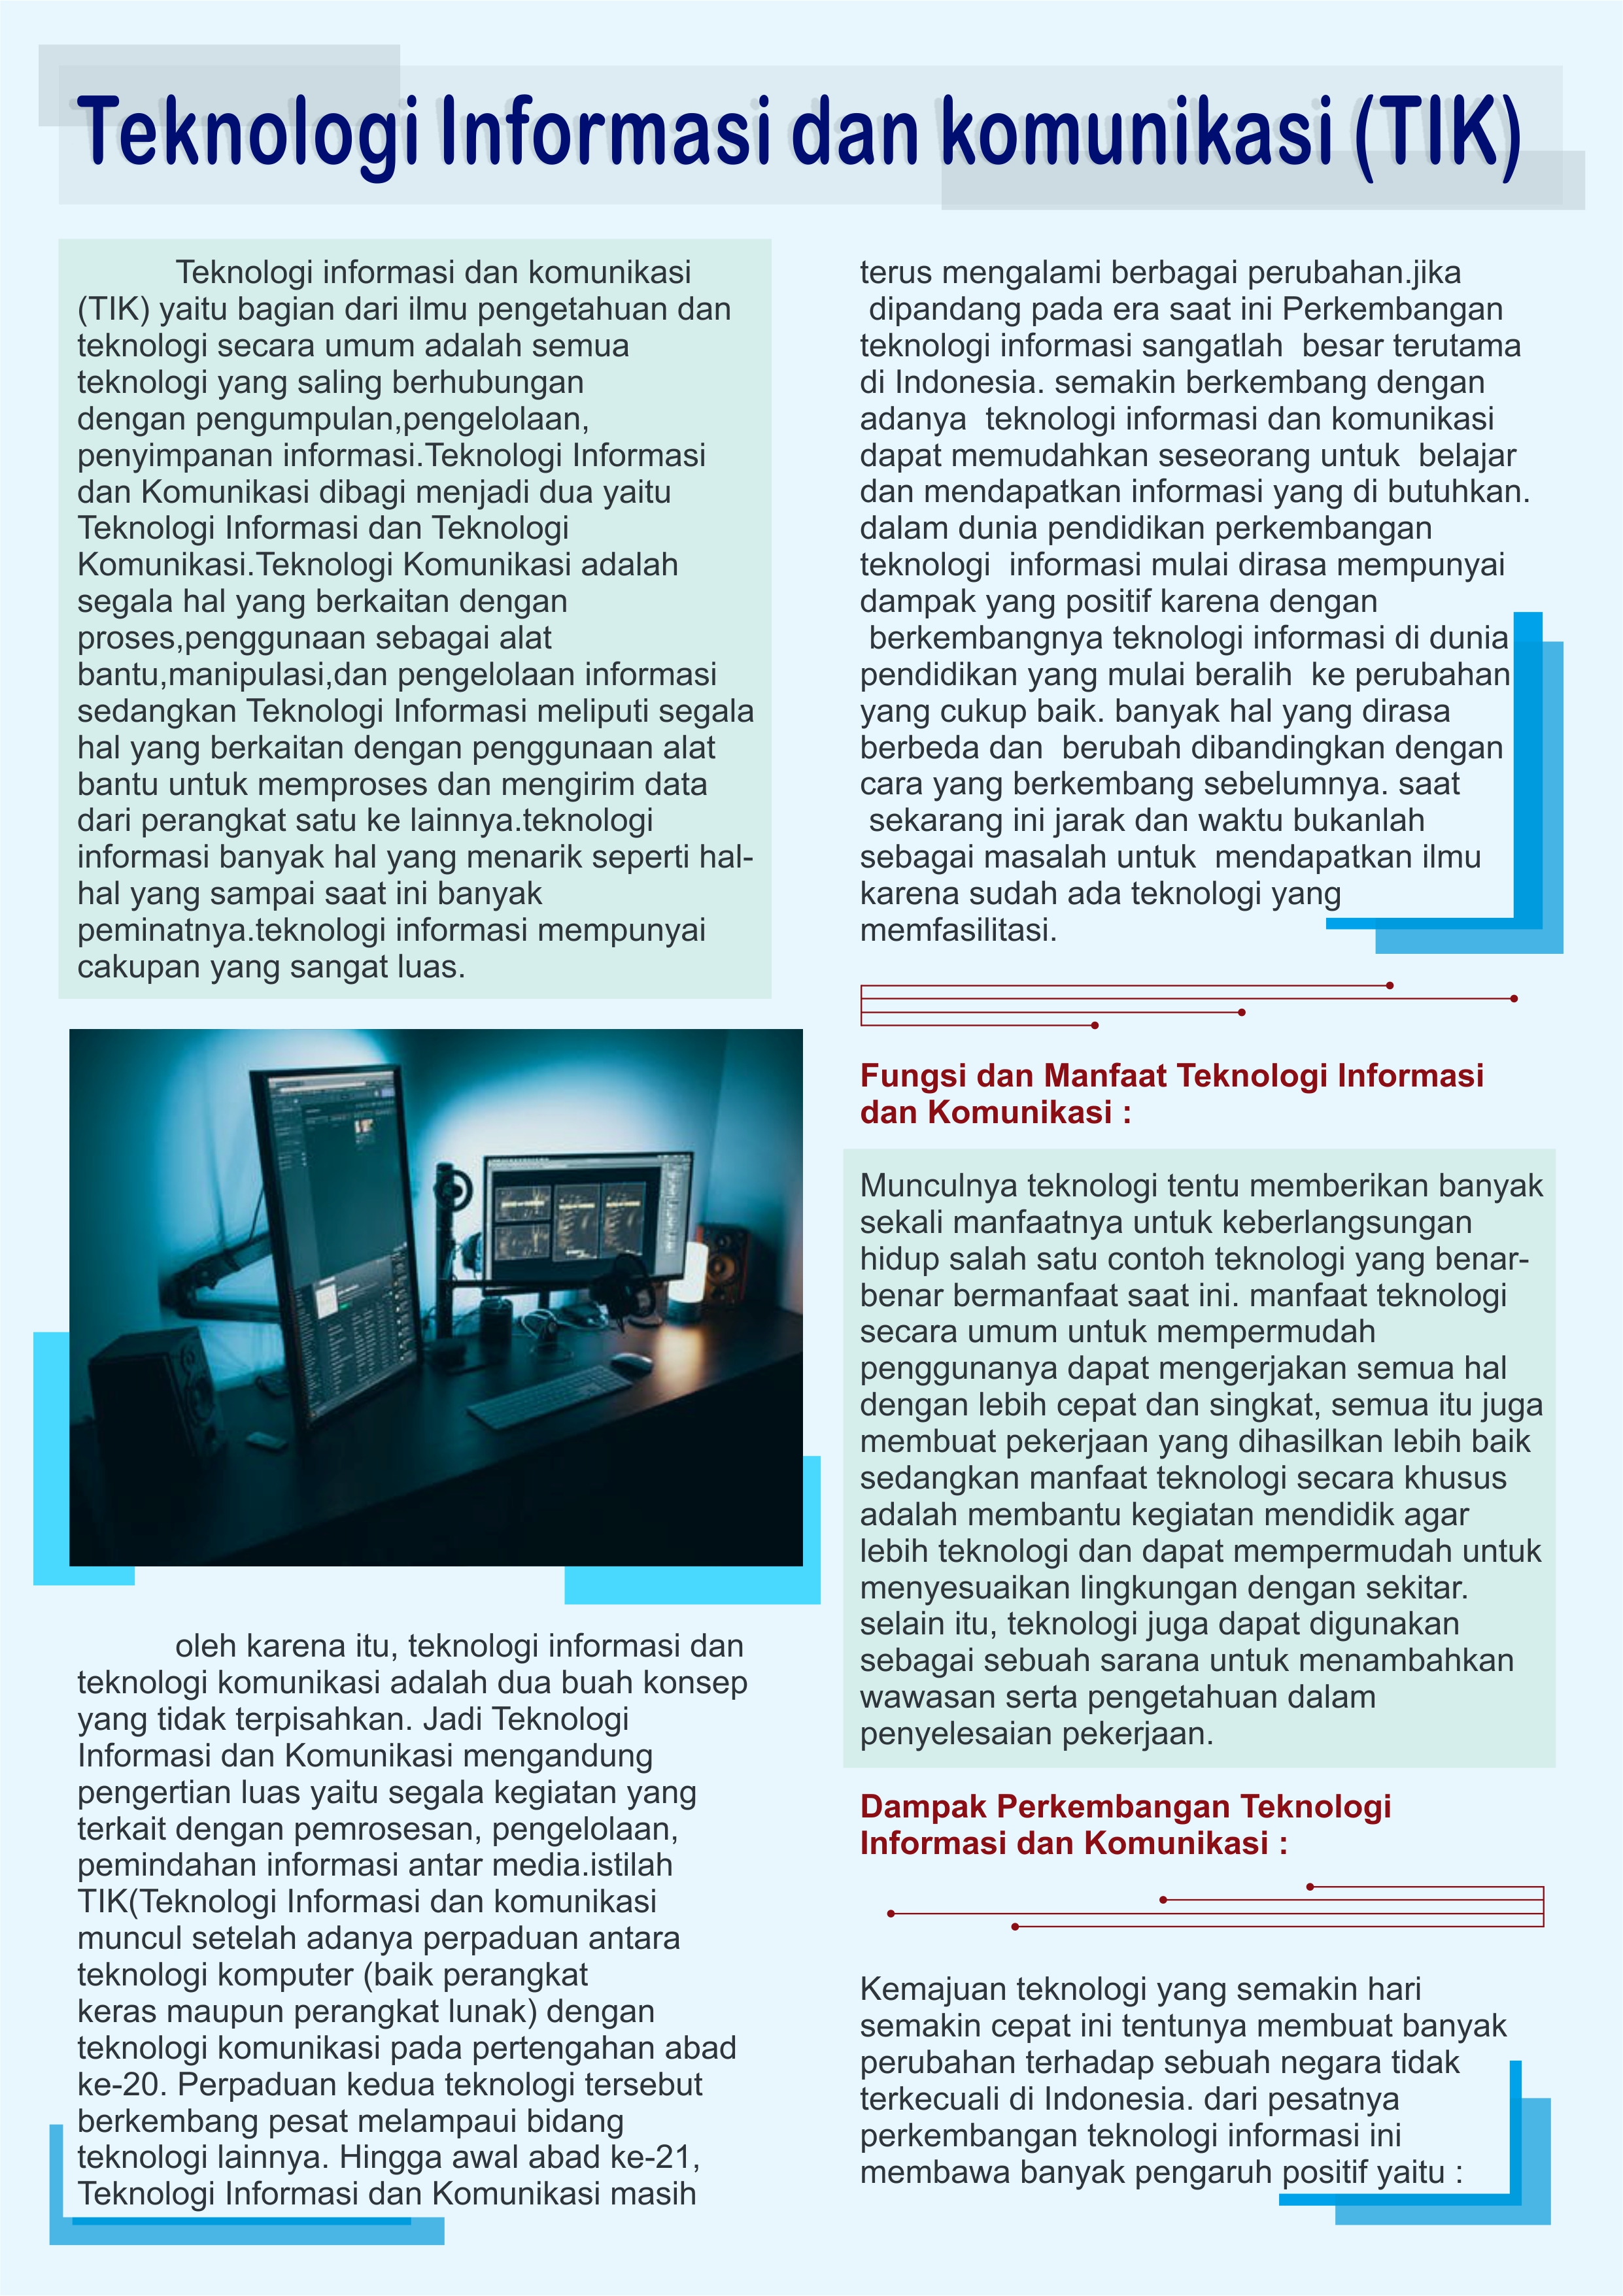 Teknologi Informasi dan komunikasi (TIK)
Teknologi informasi dan komunikasi
(TIK) yaitu bagian dari ilmu pengetahuan dan
teknologi secara umum adalah semua
teknologi yang saling berhubungan
dengan pengumpulan,pengelolaan,
penyimpanan informasi.Teknologi Informasi
dan Komunikasi dibagi menjadi dua yaitu
Teknologi Informasi dan Teknologi
Komunikasi.Teknologi Komunikasi adalah
segala hal yang berkaitan dengan
proses,penggunaan sebagai alat
bantu,manipulasi,dan pengelolaan informasi
sedangkan Teknologi Informasi meliputi segala
hal yang berkaitan dengan penggunaan alat
bantu untuk memproses dan mengirim data
dari perangkat satu ke lainnya.teknologi
informasi banyak hal yang menarik seperti hal-
hal yang sampai saat ini banyak
peminatnya.teknologi informasi mempunyai
cakupan yang sangat luas.
oleh karena itu, teknologi informasi dan
teknologi komunikasi adalah dua buah konsep
yang tidak terpisahkan. Jadi Teknologi
Informasi dan Komunikasi mengandung
pengertian luas yaitu segala kegiatan yang
terkait dengan pemrosesan, pengelolaan,
pemindahan informasi antar media.istilah
TIK(Teknologi Informasi dan komunikasi
muncul setelah adanya perpaduan antara
teknologi komputer (baik perangkat
keras maupun perangkat lunak) dengan
teknologi komunikasi pada pertengahan abad
ke-20. Perpaduan kedua teknologi tersebut
berkembang pesat melampaui bidang
teknologi lainnya. Hingga awal abad ke-21,
Teknologi Informasi dan Komunikasi masih
terus mengalami berbagai perubahan.jika
dipandang pada era saat ini Perkembangan
teknologi informasi sangatlah  besar terutama
di Indonesia. semakin berkembang dengan
adanya  teknologi informasi dan komunikasi
dapat memudahkan seseorang untuk  belajar
dan mendapatkan informasi yang di butuhkan.
dalam dunia pendidikan perkembangan
teknologi  informasi mulai dirasa mempunyai
dampak yang positif karena dengan
berkembangnya teknologi informasi di dunia
pendidikan yang mulai beralih  ke perubahan
yang cukup baik. banyak hal yang dirasa
berbeda dan  berubah dibandingkan dengan
cara yang berkembang sebelumnya. saat
sekarang ini jarak dan waktu bukanlah
sebagai masalah untuk  mendapatkan ilmu
karena sudah ada teknologi yang
memfasilitasi.
Fungsi dan Manfaat Teknologi Informasi
dan Komunikasi :
Munculnya teknologi tentu memberikan banyak
sekali manfaatnya untuk keberlangsungan
hidup salah satu contoh teknologi yang benar-
benar bermanfaat saat ini. manfaat teknologi
secara umum untuk mempermudah
penggunanya dapat mengerjakan semua hal
dengan lebih cepat dan singkat, semua itu juga
membuat pekerjaan yang dihasilkan lebih baik
sedangkan manfaat teknologi secara khusus
adalah membantu kegiatan mendidik agar
lebih teknologi dan dapat mempermudah untuk
menyesuaikan lingkungan dengan sekitar.
selain itu, teknologi juga dapat digunakan
sebagai sebuah sarana untuk menambahkan
wawasan serta pengetahuan dalam
penyelesaian pekerjaan.
Dampak Perkembangan Teknologi
Informasi dan Komunikasi :
Kemajuan teknologi yang semakin hari
semakin cepat ini tentunya membuat banyak
perubahan terhadap sebuah negara tidak
terkecuali di Indonesia. dari pesatnya
perkembangan teknologi informasi ini
membawa banyak pengaruh positif yaitu :